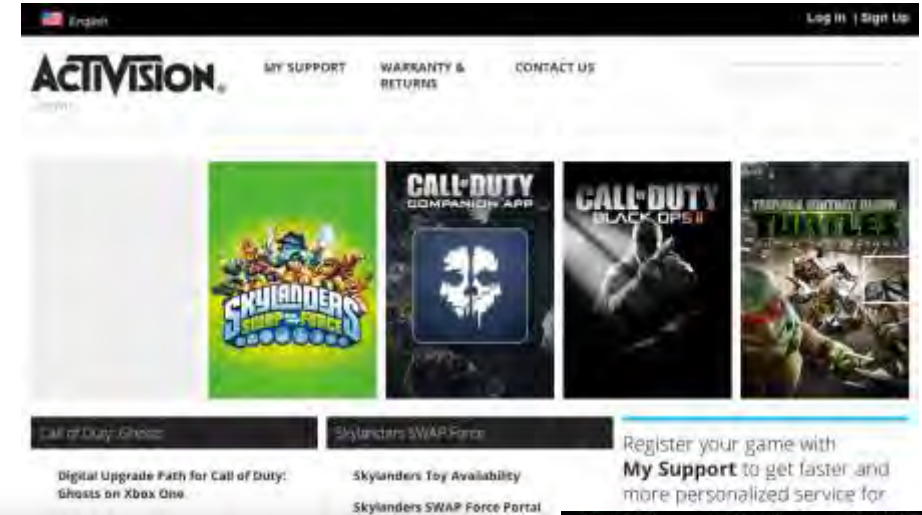 English
Log In | Sign Up
ACTIVISION®
MY SUPPORT
WARRANTY &
RETURNS
CONTACT US
SKYLANDERS
SWAP FORCE
CALL·DUTY
COMPANION APP
CALL·DUTY
BLACK OPS II
TEENAGE MUTANT NINJA
TURTLES
Call of Duty: Ghosts
Skylanders SWAP Force
Digital Upgrade Path for Call of Duty:
Ghosts on Xbox One
Skylanders Toy Availability
Skylanders SWAP Force Portal
Register your game with
My Support to get faster and
more personalized service for